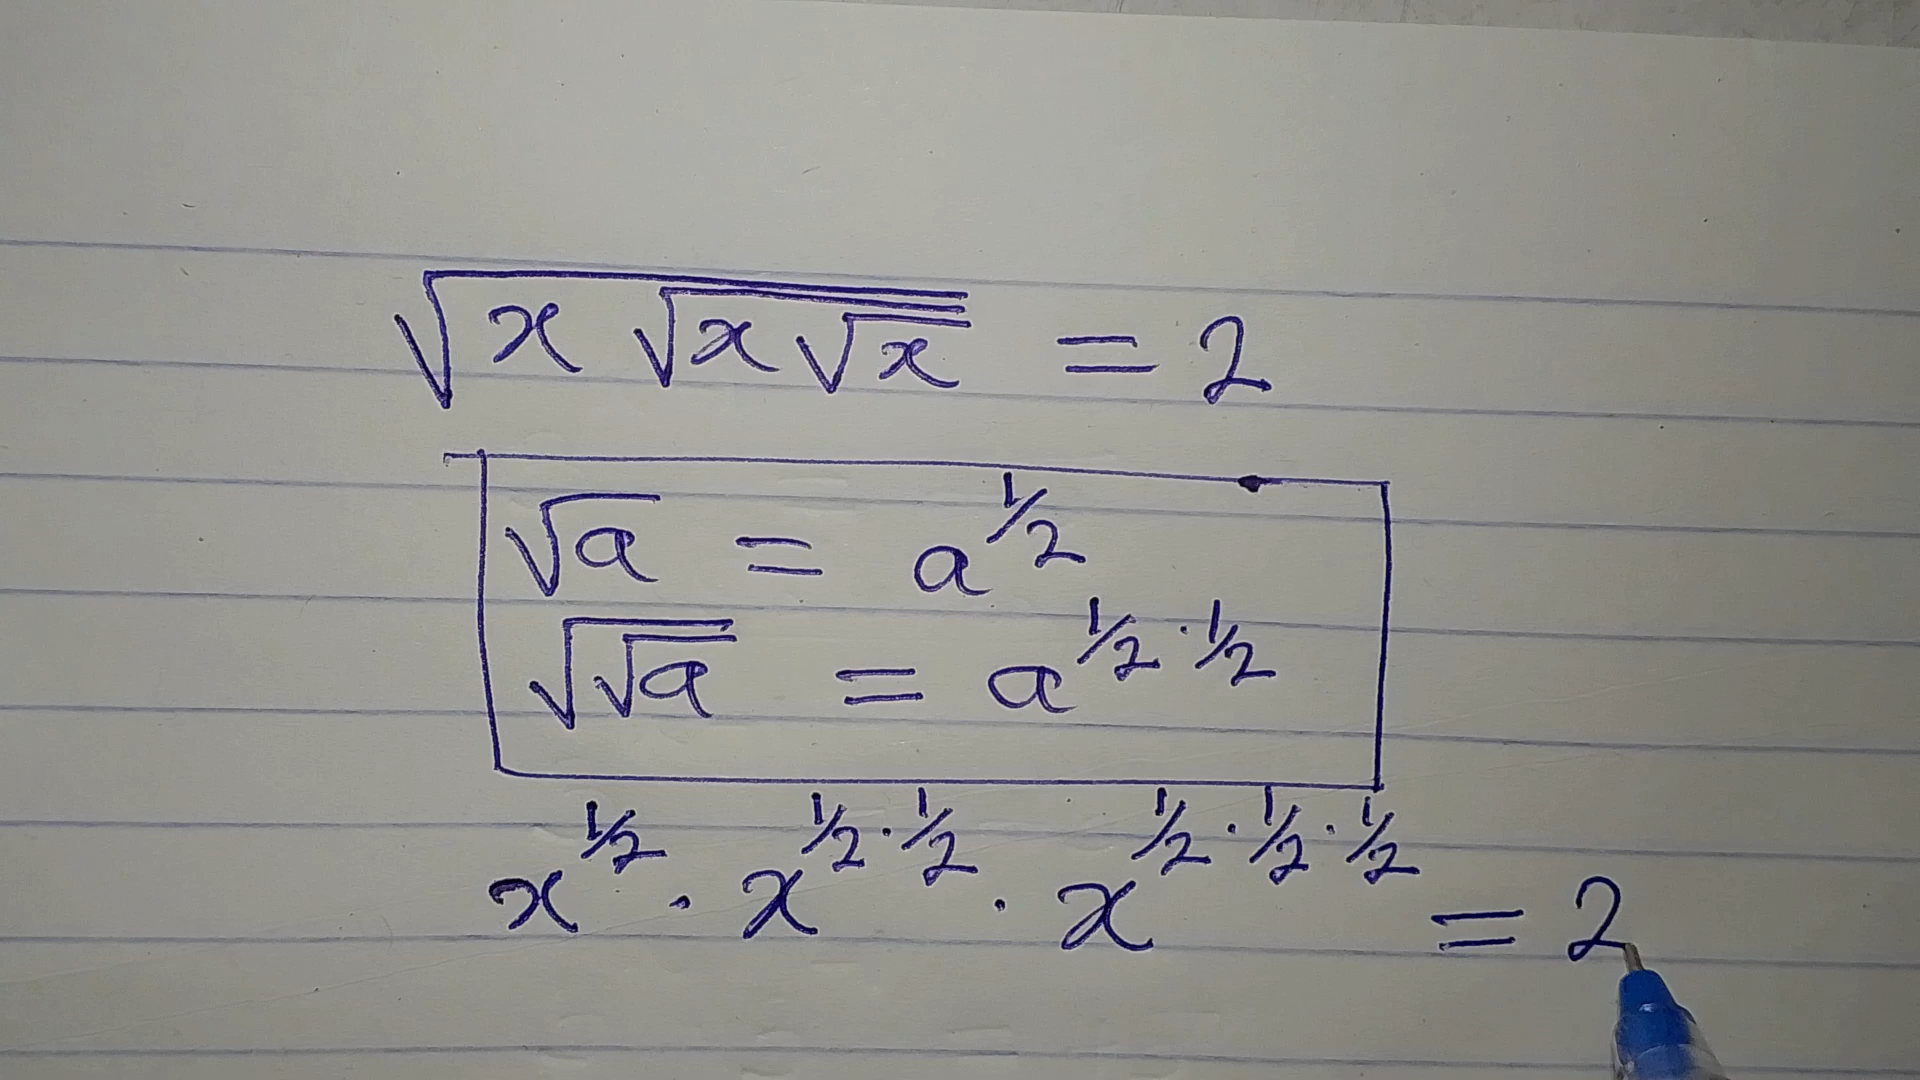 √(x√(x√x)) = 2
√a = a^(1/2)
√√a = a^(1/2 · 1/2)
x^(1/2) · x^(1/2 · 1/2) · x^(1/2 · 1/2 · 1/2) = 2